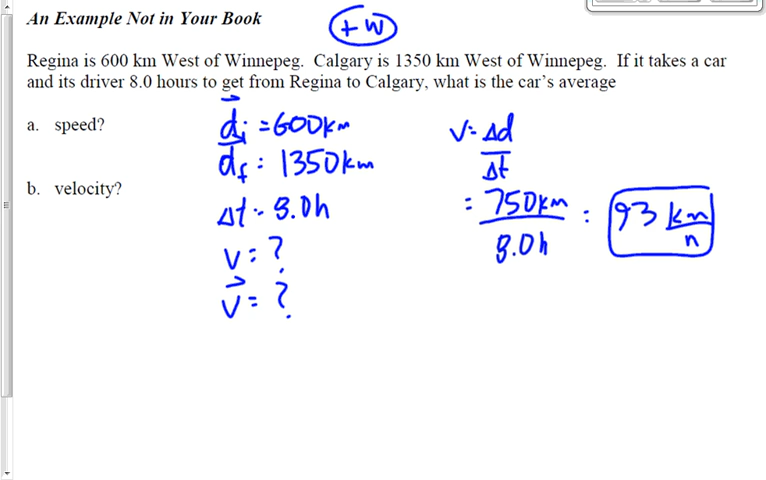 An Example Not in Your Book
+W
Regina is 600 km West of Winnepeg. Calgary is 1350 km West of Winnepeg. If it takes a car
and its driver 8.0 hours to get from Regina to Calgary, what is the car's average
a. speed?
b. velocity?
d⃗i = 600km
d⃗f = 1350km
Δt = 8.0h
v = ?
v⃗ = ?
v = Δd
Δt
= 750km
8.0h
= 93 km
h